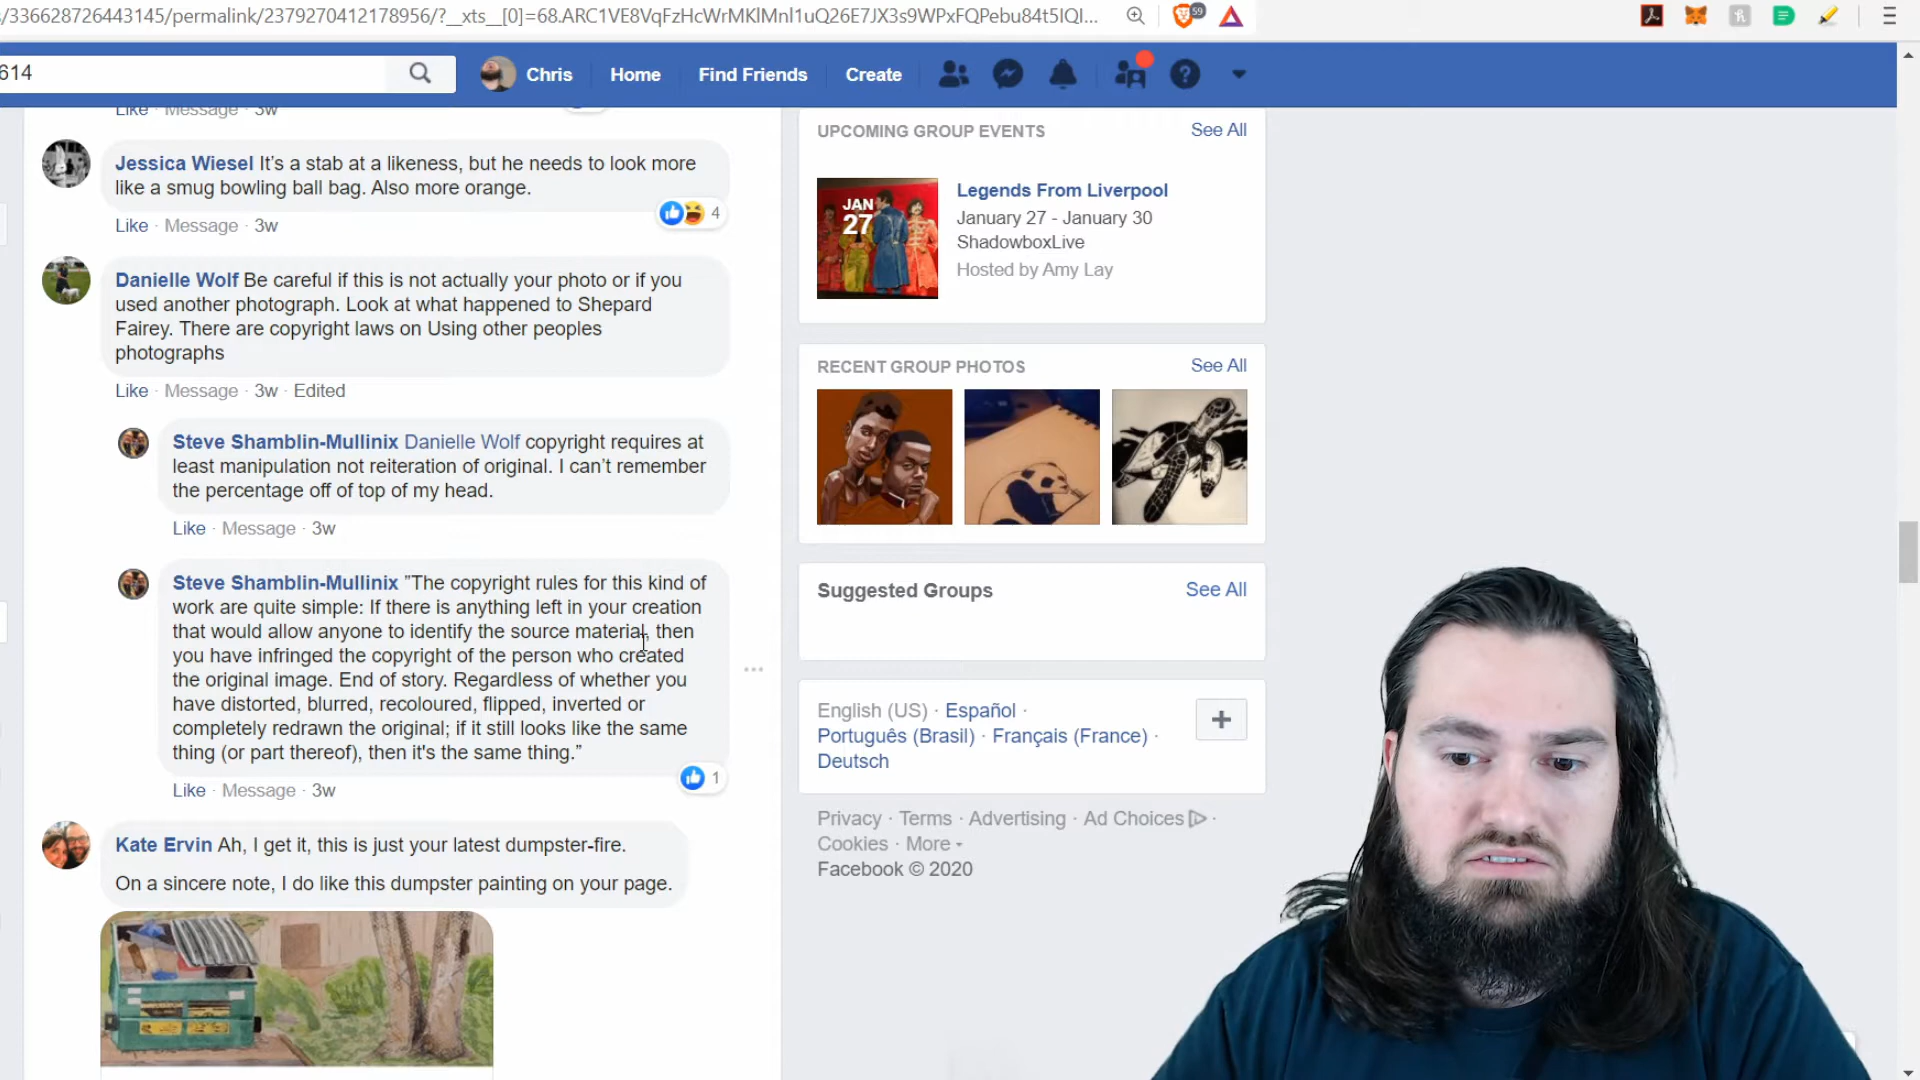 s/336628726443145/permalink/2379270412178956/?__xts__[0]=68.ARC1VE8VqFzHcWrMKlMnl1uQ26E7JX3s9WPxFQPebu84t5IQI...
59
614
Chris
Home
Find Friends
Create
Like · Message · 3w
Jessica Wiesel It's a stab at a likeness, but he needs to look more
like a smug bowling ball bag. Also more orange.
4
Like · Message · 3w
Danielle Wolf Be careful if this is not actually your photo or if you
used another photograph. Look at what happened to Shepard
Fairey. There are copyright laws on Using other peoples
photographs
Like · Message · 3w · Edited
Steve Shamblin-Mullinix Danielle Wolf copyright requires at
least manipulation not reiteration of original. I can't remember
the percentage off of top of my head.
Like · Message · 3w
Steve Shamblin-Mullinix "The copyright rules for this kind of
work are quite simple: If there is anything left in your creation
that would allow anyone to identify the source material, then
you have infringed the copyright of the person who created
the original image. End of story. Regardless of whether you
have distorted, blurred, recoloured, flipped, inverted or
completely redrawn the original; if it still looks like the same
thing (or part thereof), then it's the same thing."
1
Like · Message · 3w
Kate Ervin Ah, I get it, this is just your latest dumpster-fire.
On a sincere note, I do like this dumpster painting on your page.
UPCOMING GROUP EVENTS
See All
JAN
27
Legends From Liverpool
January 27 - January 30
ShadowboxLive
Hosted by Amy Lay
RECENT GROUP PHOTOS
See All
Suggested Groups
See All
English (US) · Español ·
Português (Brasil) · Français (France) ·
Deutsch
Privacy · Terms · Advertising · Ad Choices ·
Cookies · More
Facebook © 2020